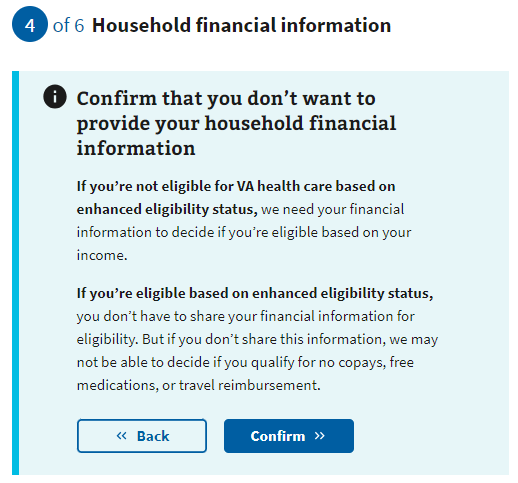 4 of 6 Household financial information
Confirm that you don’t want to
provide your household financial
information
If you’re not eligible for VA health care based on
enhanced eligibility status, we need your financial
information to decide if you’re eligible based on your
income.
If you’re eligible based on enhanced eligibility status,
you don’t have to share your financial information for
eligibility. But if you don’t share this information, we may
not be able to decide if you qualify for no copays, free
medications, or travel reimbursement.
« Back
Confirm »